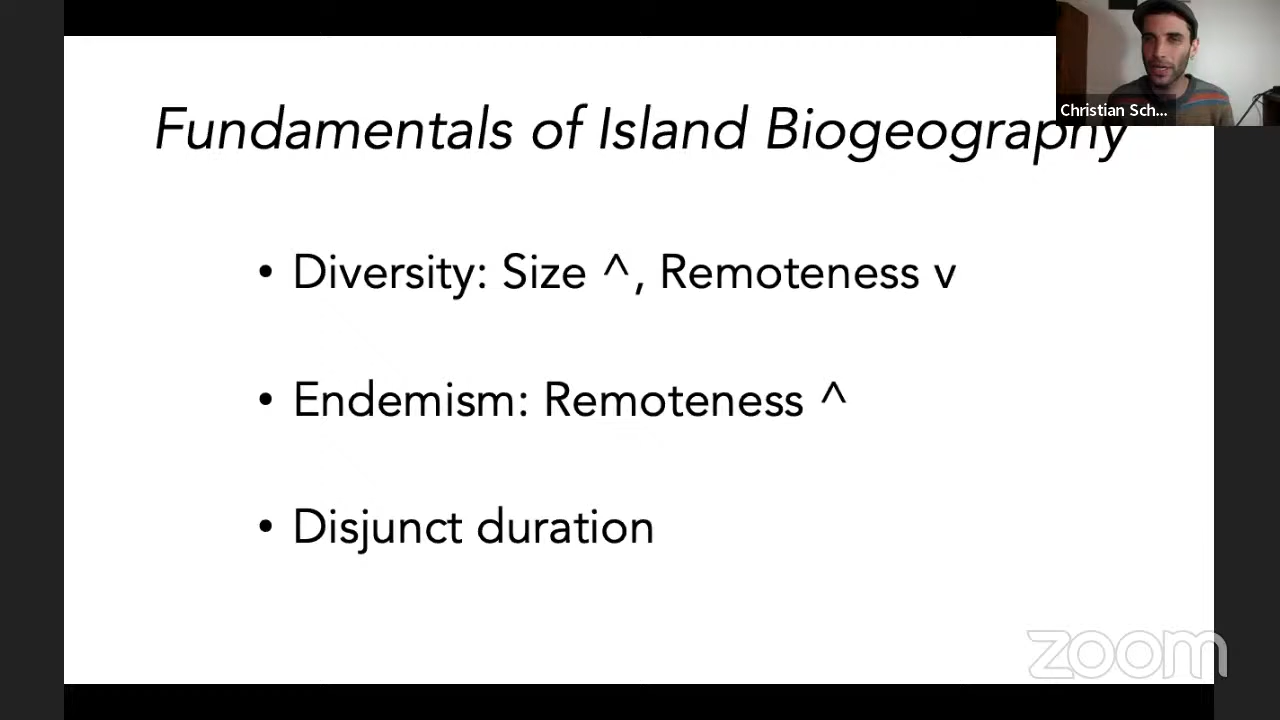 Christian Sch...
Fundamentals of Island Biogeography
• Diversity: Size ^, Remoteness v
• Endemism: Remoteness ^
• Disjunct duration
zoom